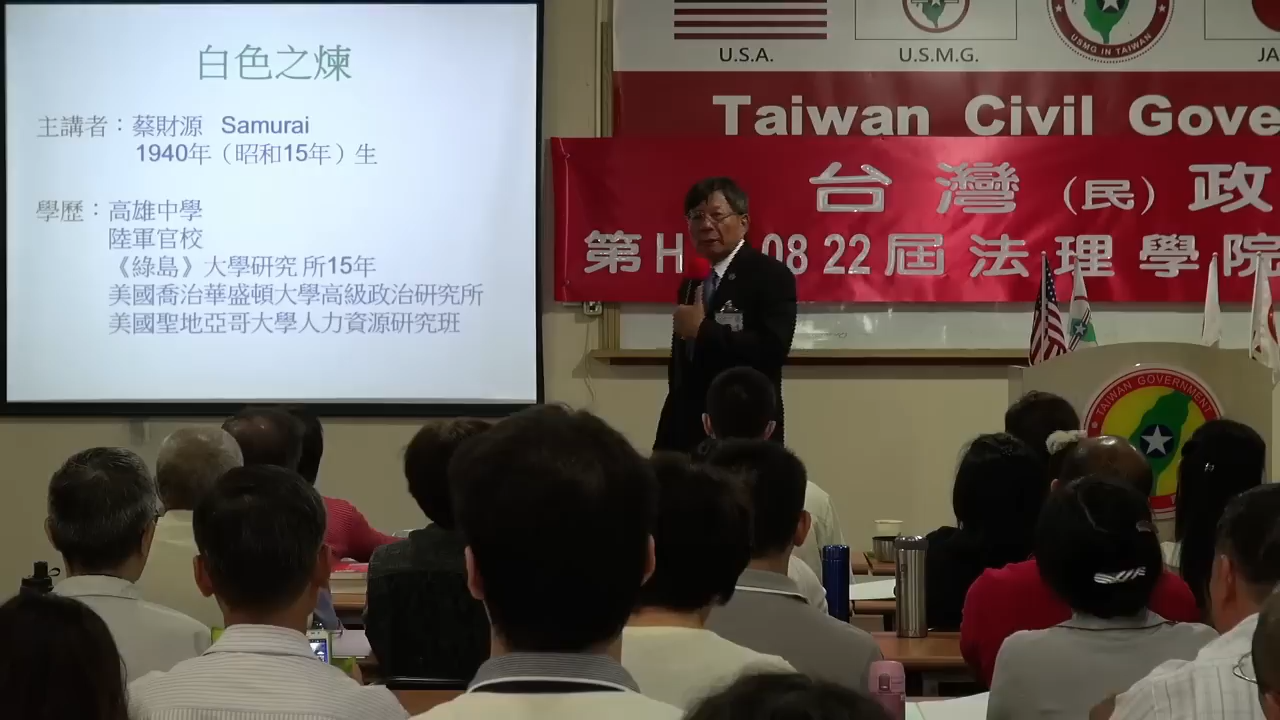 白色之煉
主講者：蔡財源 Samurai
1940年（昭和15年）生
學歷：高雄中學
陸軍官校
《綠島》大學研究 所15年
美國喬治華盛頓大學高級政治研究所
美國聖地亞哥大學人力資源研究班
U.S.A.
U.S.M.G.
USMG IN TAIWAN
JA
Taiwan Civil Gove
台灣（民）政
第H 08 22屆法理學院
TAIWAN GOVERNMENT